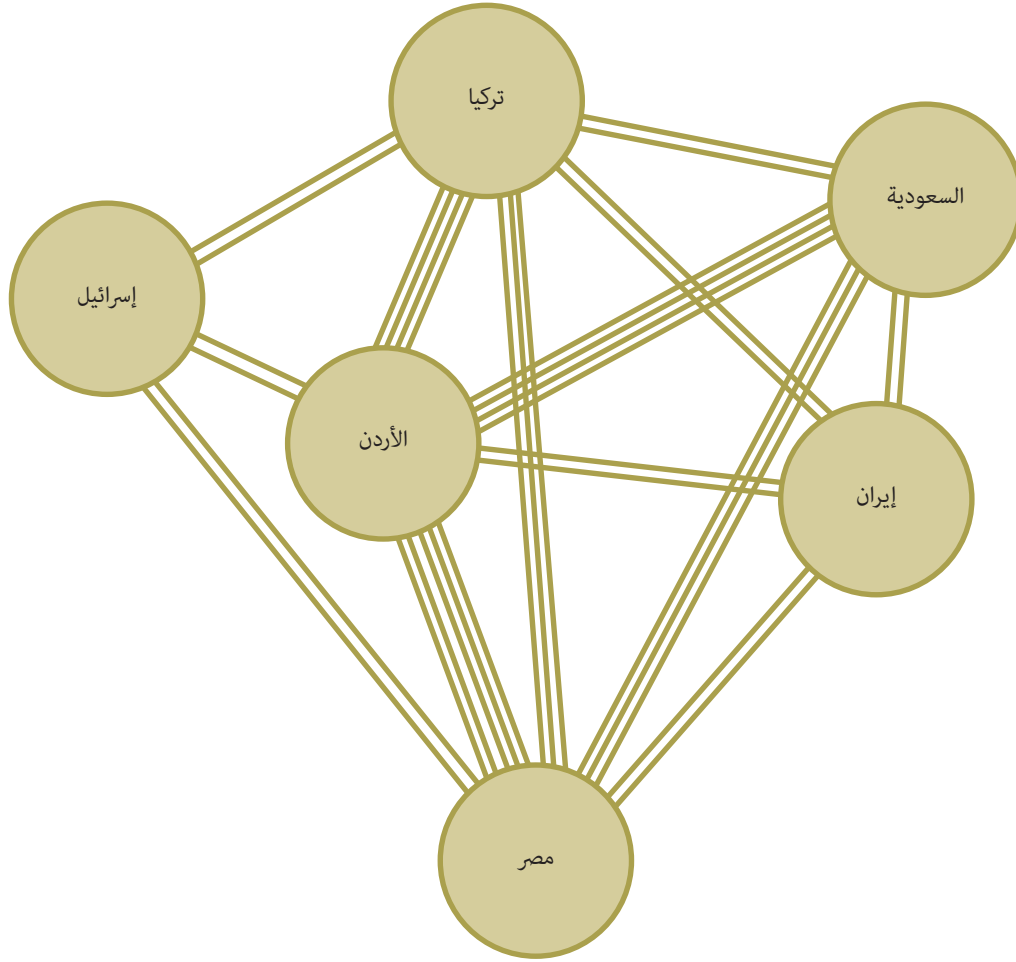 تركيا
السعودية
إسرائيل
الأردن
إيران
مصر